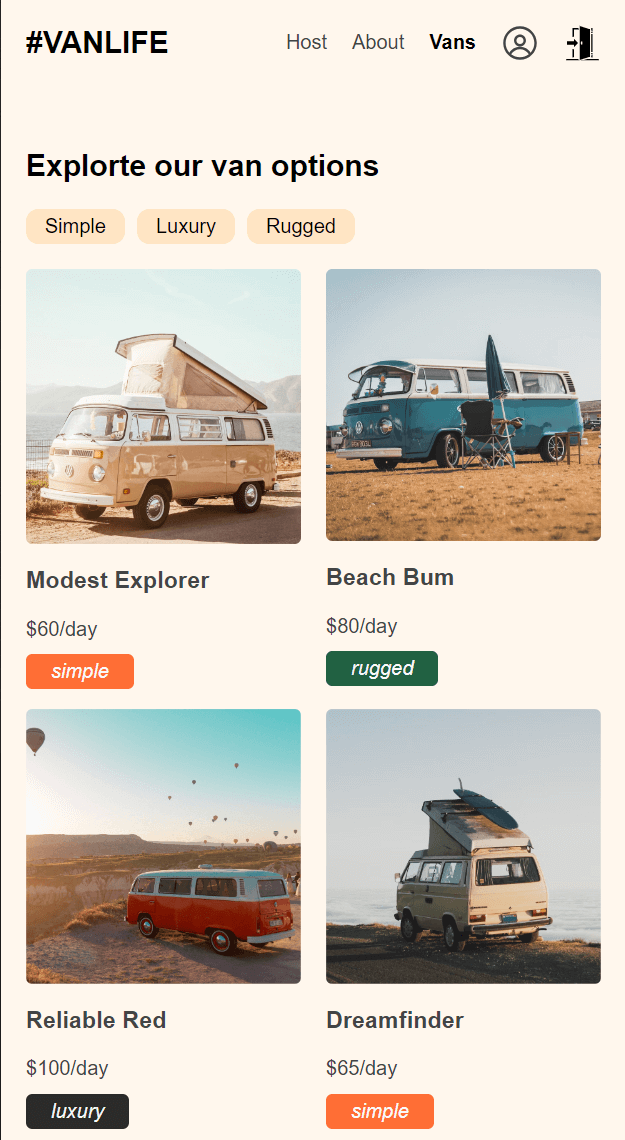 #VANLIFE Host About Vans
Explorte our van options
Simple Luxury Rugged
Modest Explorer
$60/day
simple
Beach Bum
$80/day
rugged
Reliable Red
$100/day
luxury
Dreamfinder
$65/day
simple